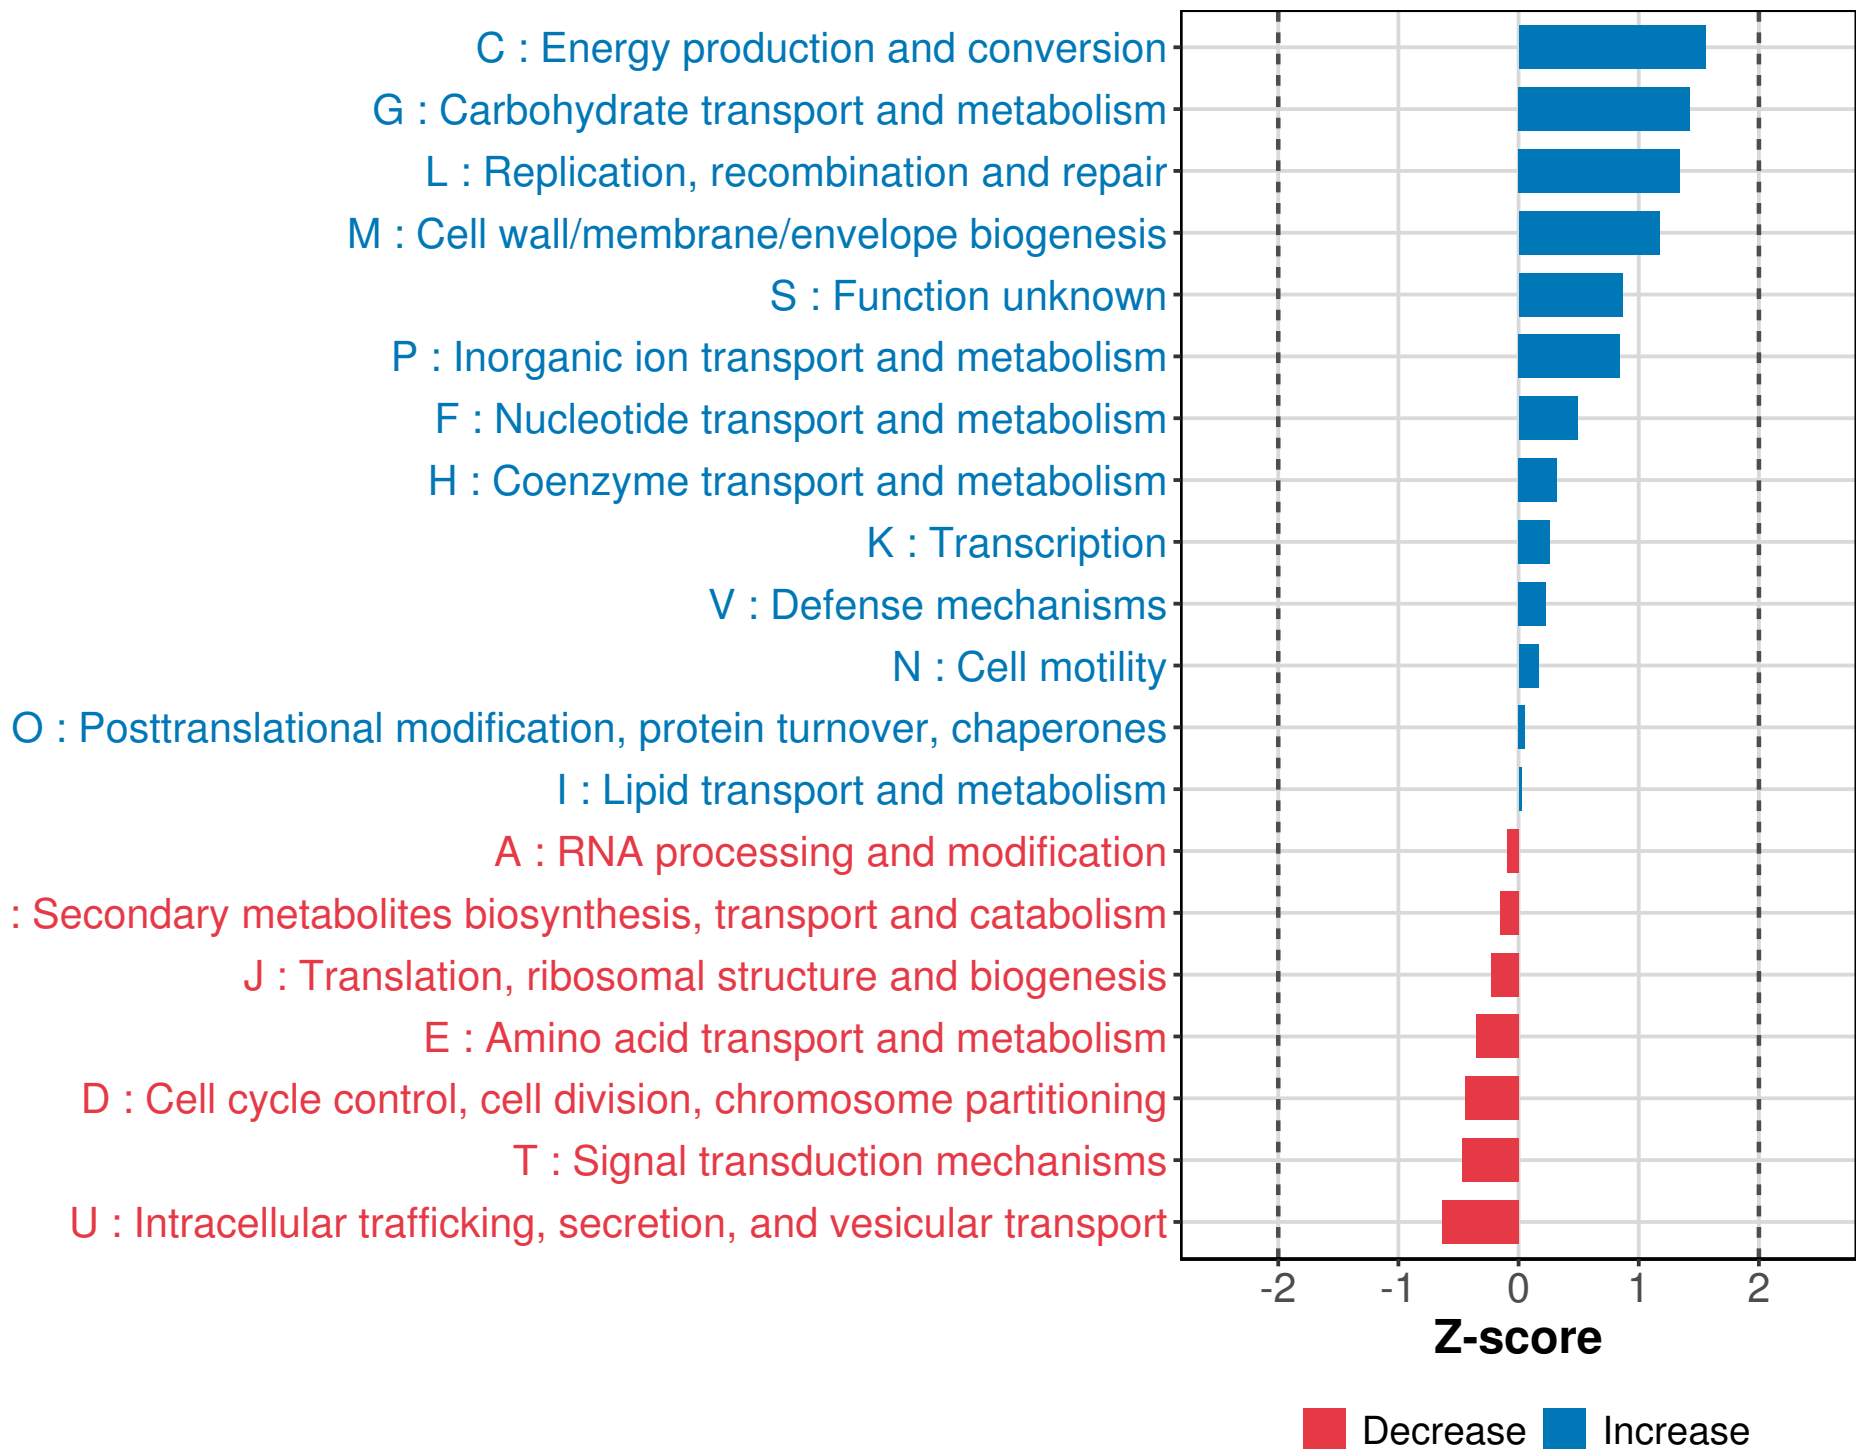 C : Energy production and conversion
G : Carbohydrate transport and metabolism
L : Replication, recombination and repair
M : Cell wall/membrane/envelope biogenesis
S : Function unknown
P : Inorganic ion transport and metabolism
F : Nucleotide transport and metabolism
H : Coenzyme transport and metabolism
K : Transcription
V : Defense mechanisms
N : Cell motility
O : Posttranslational modification, protein turnover, chaperones
I : Lipid transport and metabolism
A : RNA processing and modification
: Secondary metabolites biosynthesis, transport and catabolism
J : Translation, ribosomal structure and biogenesis
E : Amino acid transport and metabolism
D : Cell cycle control, cell division, chromosome partitioning
T : Signal transduction mechanisms
U : Intracellular trafficking, secretion, and vesicular transport
-2 -1 0 1 2
Z-score
Decrease Increase